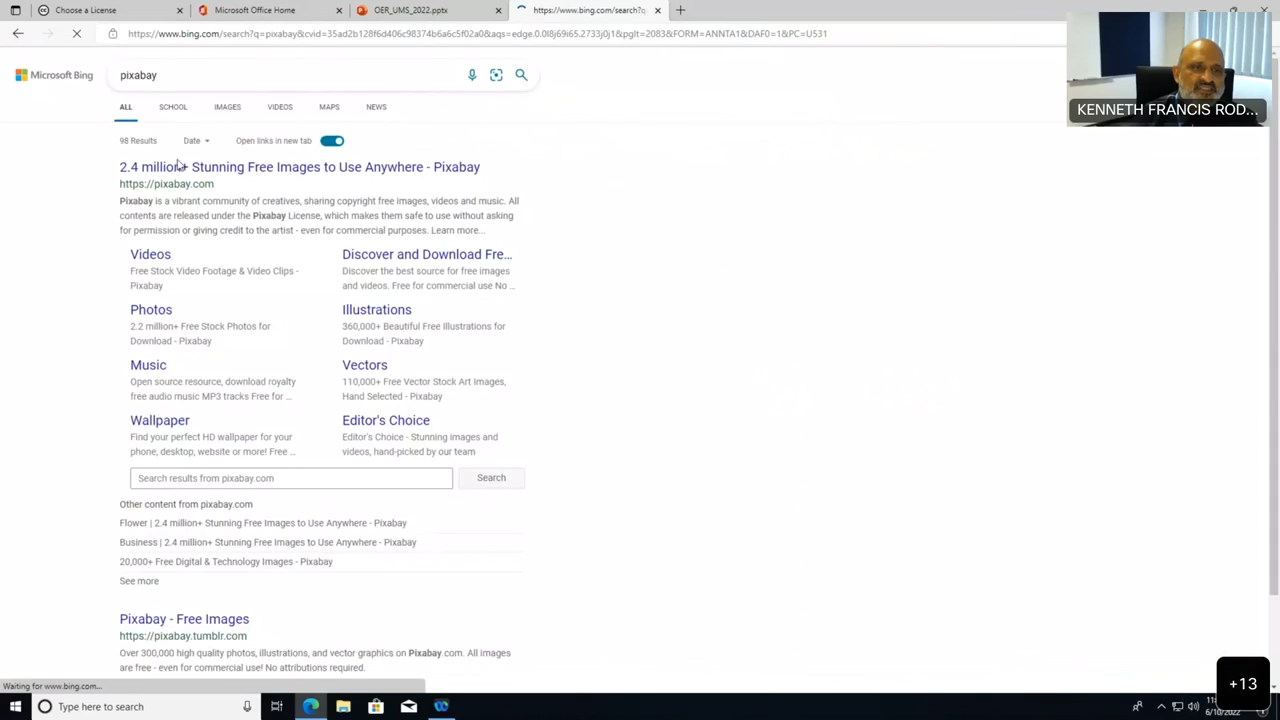 Choose a License
Microsoft Office Home
OER_UMS_2022.pptx
https://www.bing.com/search?q=
https://www.bing.com/search?q=pixabay&cvid=35ad2b128f6d406c98374b6a6c5f02a0&aqs=edge.0.0l8j69i65.2733j0j1&pglt=2083&FORM=ANNTA1&DAF0=1&PC=U531
KENNETH FRANCIS ROD...
Microsoft Bing
pixabay
ALL SCHOOL IMAGES VIDEOS MAPS NEWS
98 Results Date Open links in new tab
2.4 million+ Stunning Free Images to Use Anywhere - Pixabay
https://pixabay.com
Pixabay is a vibrant community of creatives, sharing copyright free images, videos and music. All
contents are released under the Pixabay License, which makes them safe to use without asking
for permission or giving credit to the artist - even for commercial purposes. Learn more...
Videos
Free Stock Video Footage & Video Clips -
Pixabay
Discover and Download Fre...
Discover the best source for free images
and videos. Free for commercial use No ...
Photos
2.2 million+ Free Stock Photos for
Download - Pixabay
Illustrations
360,000+ Beautiful Free Illustrations for
Download - Pixabay
Music
Open source resource, download royalty
free audio music MP3 tracks Free for ...
Vectors
110,000+ Free Vector Stock Art Images,
Hand Selected - Pixabay
Wallpaper
Find your perfect HD wallpaper for your
phone, desktop, website or more! Free ...
Editor's Choice
Editor's Choice - Stunning images and
videos, hand-picked by our team
Search results from pixabay.com
Search
Other content from pixabay.com
Flower | 2.4 million+ Stunning Free Images to Use Anywhere - Pixabay
Business | 2.4 million+ Stunning Free Images to Use Anywhere - Pixabay
20,000+ Free Digital & Technology Images - Pixabay
See more
Pixabay - Free Images
https://pixabay.tumblr.com
Over 300,000 high quality photos, illustrations, and vector graphics on Pixabay.com. All images
are free - even for commercial use! No attributions required.
Waiting for www.bing.com...
+13
Type here to search
6/10/2022